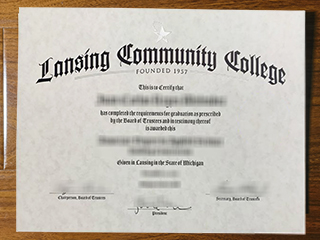 Lansing Community College
FOUNDED 1957
This is to Certify that
has completed the requirements for graduation as prescribed
by the Board of Trustees and in testimony thereof
is awarded this
Given in Lansing in the State of Michigan
Chairperson, Board of Trustees
Secretary, Board of Trustees
President